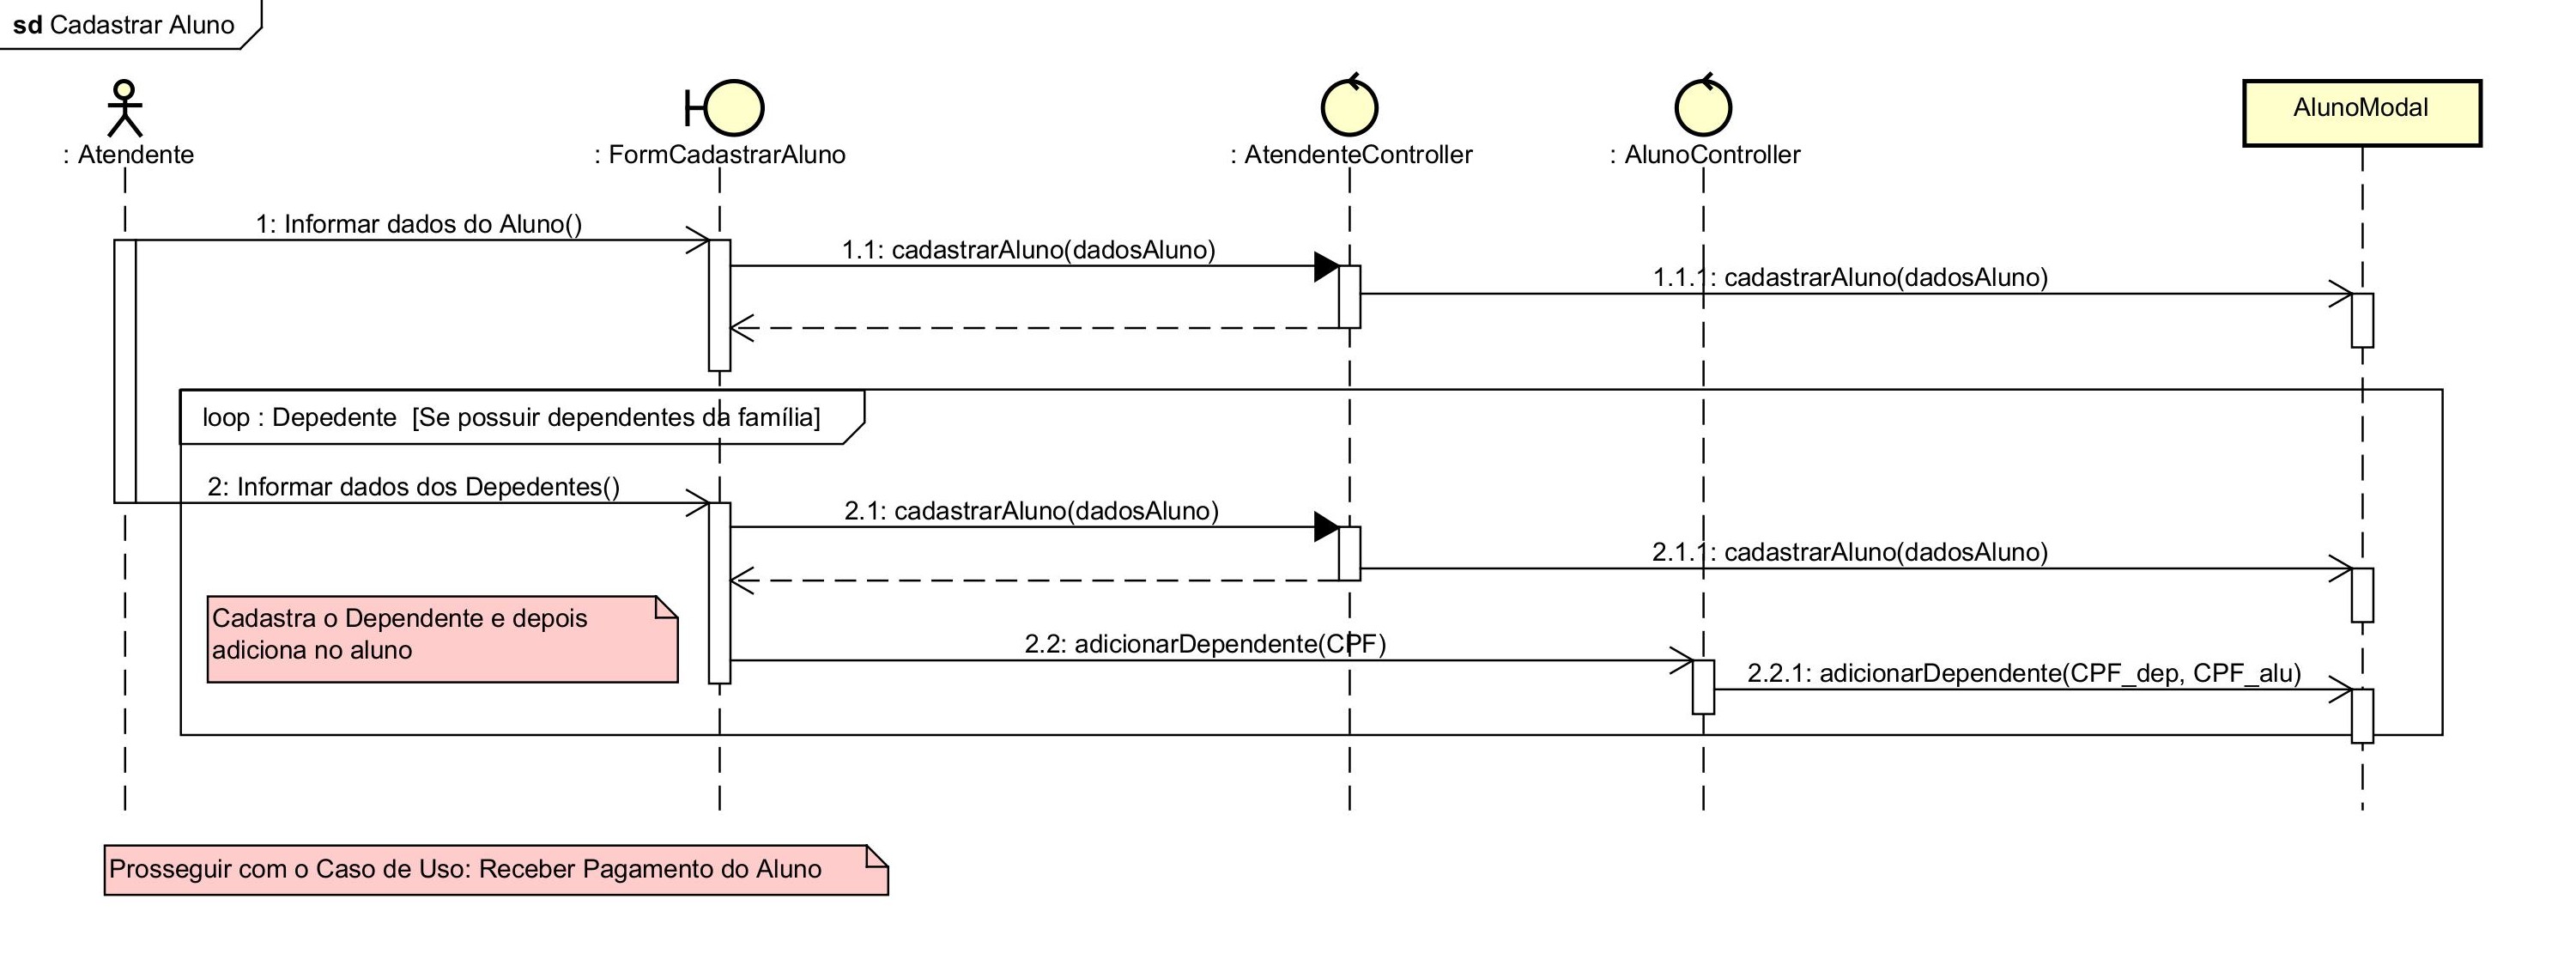 sd Cadastrar Aluno
: Atendente
: FormCadastrarAluno
: AtendenteController
: AlunoController
AlunoModal
1: Informar dados do Aluno()
1.1: cadastrarAluno(dadosAluno)
1.1.1: cadastrarAluno(dadosAluno)
loop : Depedente [Se possuir dependentes da família]
2: Informar dados dos Depedentes()
2.1: cadastrarAluno(dadosAluno)
2.1.1: cadastrarAluno(dadosAluno)
Cadastra o Dependente e depois
adiciona no aluno
2.2: adicionarDependente(CPF)
2.2.1: adicionarDependente(CPF_dep, CPF_alu)
Prosseguir com o Caso de Uso: Receber Pagamento do Aluno